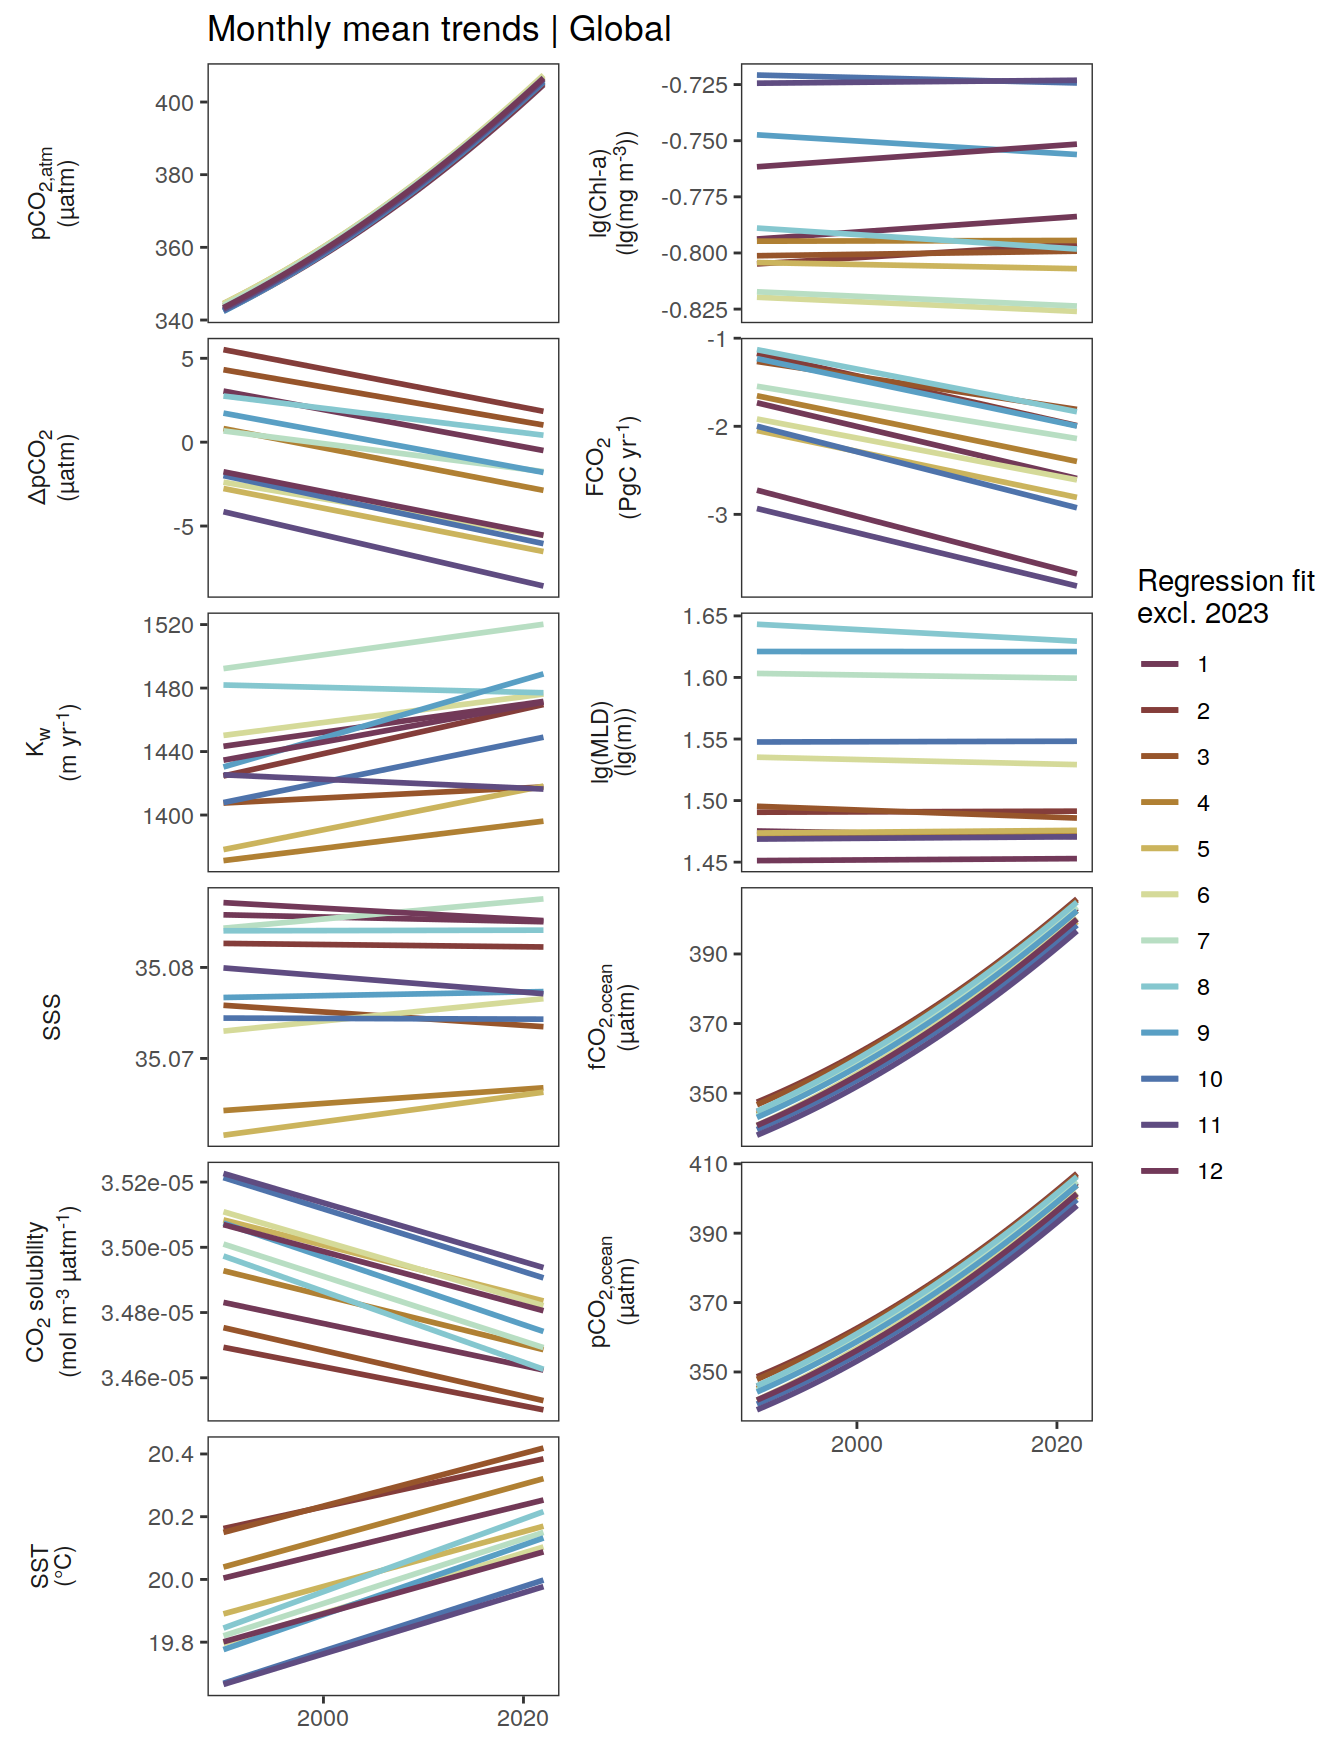 Monthly mean trends | Global
pCO2,atm
(µatm)
400
380
360
340
lg(Chl-a)
(lg(mg m-3))
-0.725
-0.750
-0.775
-0.800
-0.825
ΔpCO2
(µatm)
5
0
-5
FCO2
(PgC yr-1)
-1
-2
-3
Kw
(m yr-1)
1520
1480
1440
1400
lg(MLD)
(lg(m))
1.65
1.60
1.55
1.50
1.45
SSS
35.08
35.07
fCO2,ocean
(µatm)
390
370
350
CO2 solubility
(mol m-3 µatm-1)
3.52e-05
3.50e-05
3.48e-05
3.46e-05
pCO2,ocean
(µatm)
410
390
370
350
2000
2020
SST
(°C)
20.4
20.2
20.0
19.8
2000
2020
Regression fit
excl. 2023
1
2
3
4
5
6
7
8
9
10
11
12